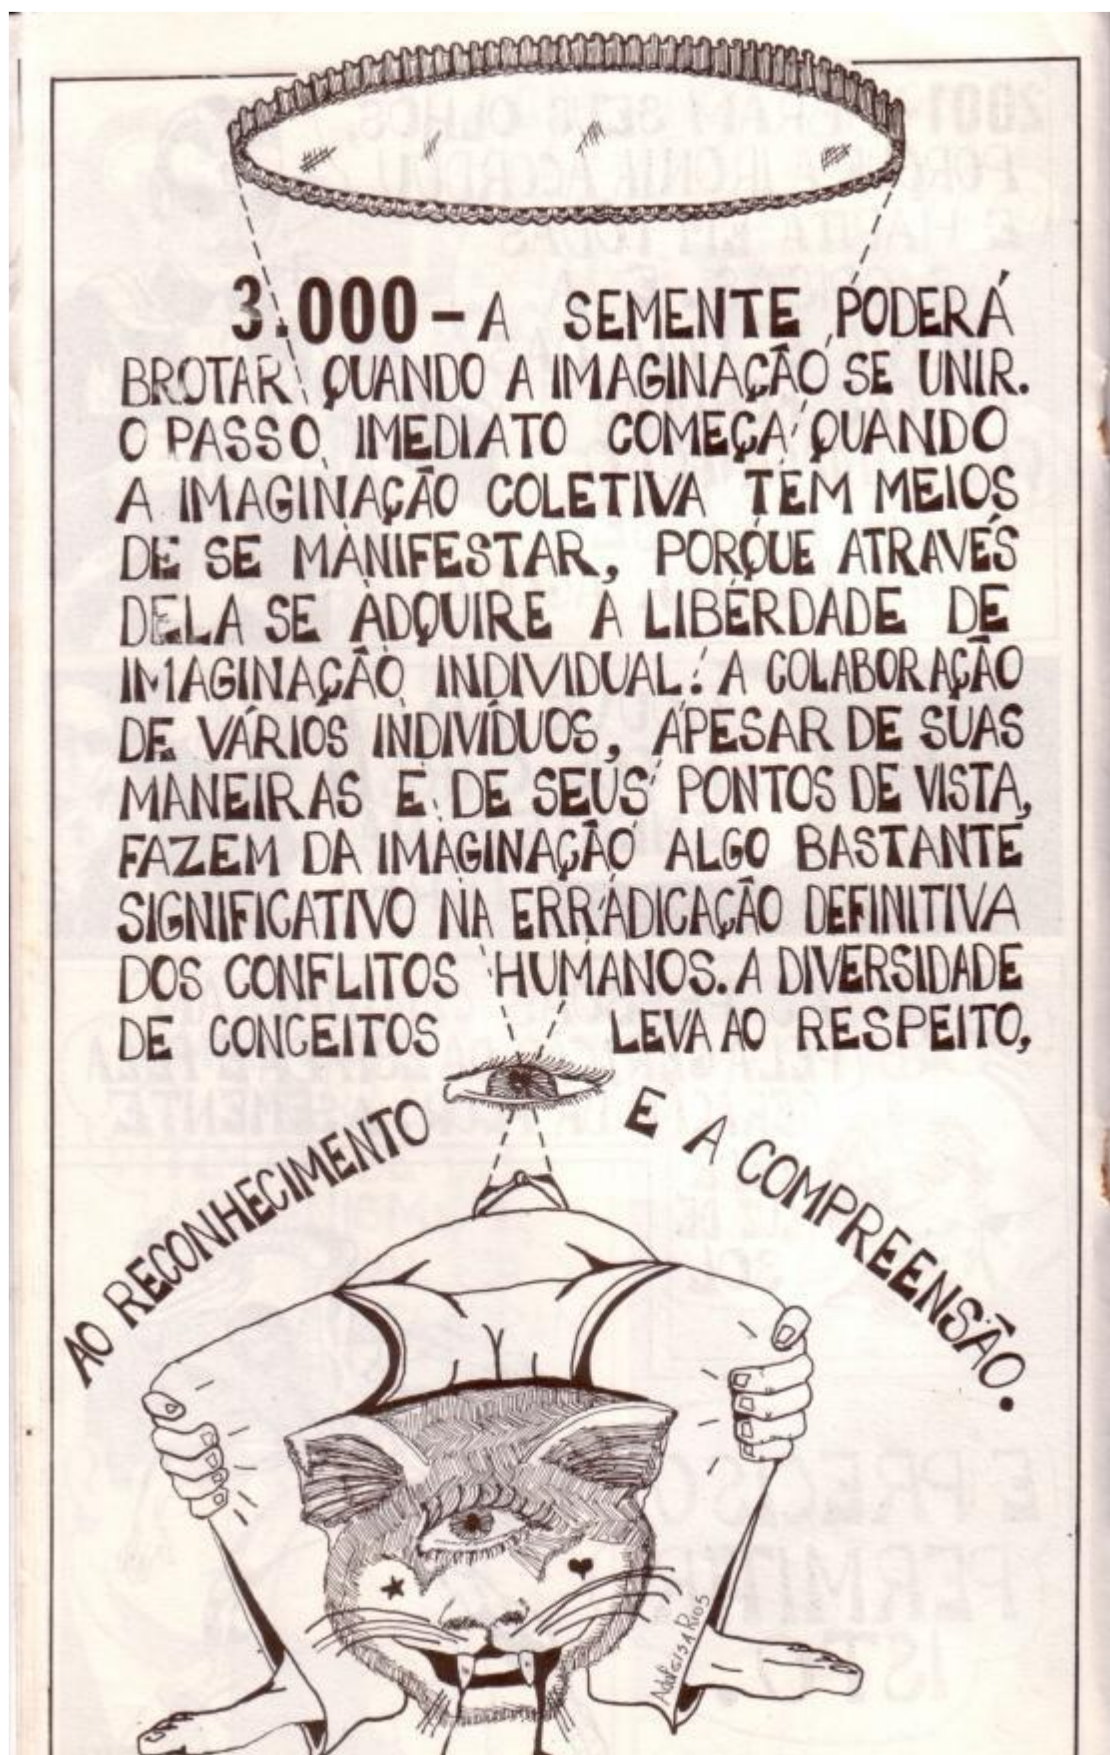 3.000 - A SEMENTE PODERÁ
BROTAR QUANDO A IMAGINAÇÃO SE UNIR.
O PASSO IMEDIATO COMEÇA QUANDO
A IMAGINAÇÃO COLETIVA TEM MEIOS
DE SE MANIFESTAR, PORQUE ATRAVÉS
DELA SE ADQUIRE A LIBERDADE DE
IMAGINAÇÃO INDIVIDUAL. A COLABORAÇÃO
DE VÁRIOS INDIVÍDUOS, APESAR DE SUAS
MANEIRAS E DE SEUS PONTOS DE VISTA,
FAZEM DA IMAGINAÇÃO ALGO BASTANTE
SIGNIFICATIVO NA ERRADICAÇÃO DEFINITIVA
DOS CONFLITOS HUMANOS. A DIVERSIDADE
DE CONCEITOS LEVA AO RESPEITO,
AO RECONHECIMENTO
E A COMPREENSÃO.